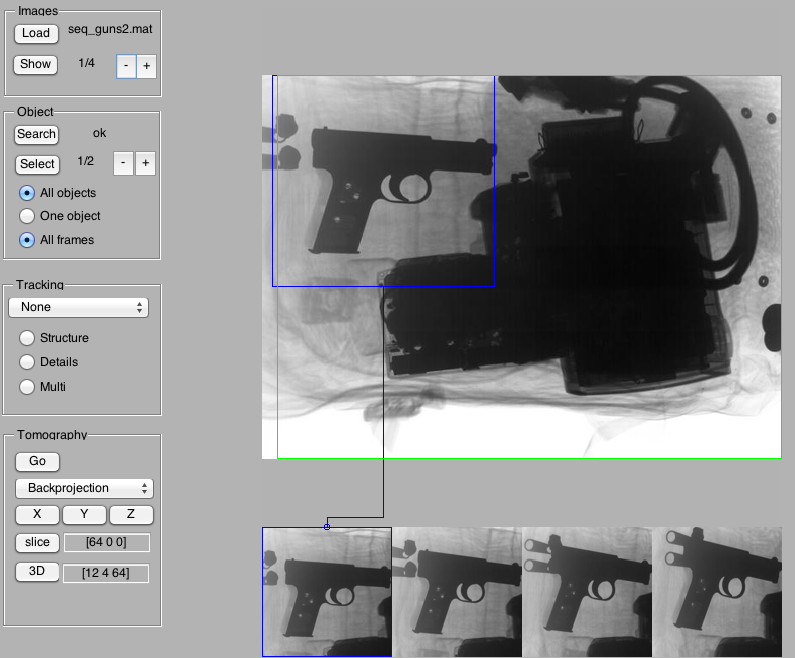 Images
Load seq_guns2.mat
Show 1/4 - +
Object
Search ok
Select 1/2 - +
All objects
One object
All frames
Tracking
None
Structure
Details
Multi
Tomography
Go
Backprojection
X Y Z
slice [64 0 0]
3D [12 4 64]